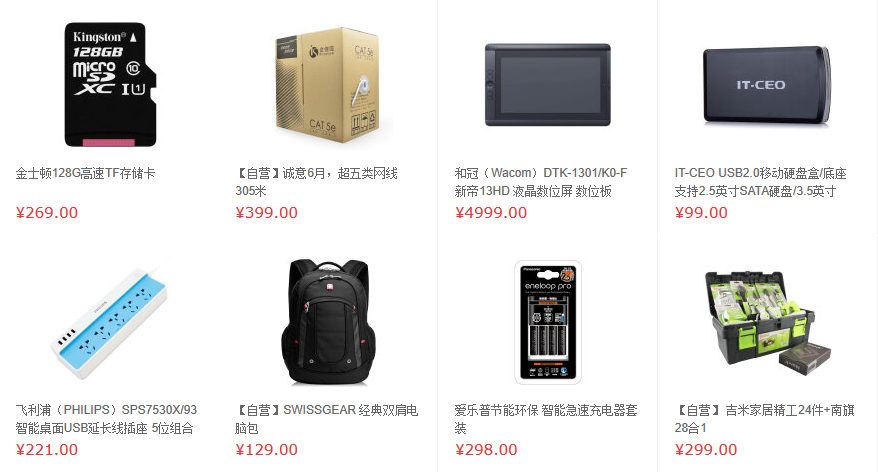 Kingston
128GB
micro
SD
XC I U1
10
CAT 5e
CAT 5e
IT-CEO
金士顿128G高速TF存储卡
¥269.00
【自营】诚意6月，超五类网线
305米
¥399.00
和冠（Wacom）DTK-1301/K0-F
新帝13HD 液晶数位屏 数位板
¥4999.00
IT-CEO USB2.0移动硬盘盒/底座
支持2.5英寸SATA硬盘/3.5英寸
¥99.00
Panasonic
eneloop pro
飞利浦（PHILIPS）SPS7530X/93
智能桌面USB延长线插座 5位组合
¥221.00
【自营】SWISSGEAR 经典双肩电
脑包
¥129.00
爱乐普节能环保 智能急速充电器套
装
¥298.00
【自营】 吉米家居精工24件+南旗
28合1
¥299.00